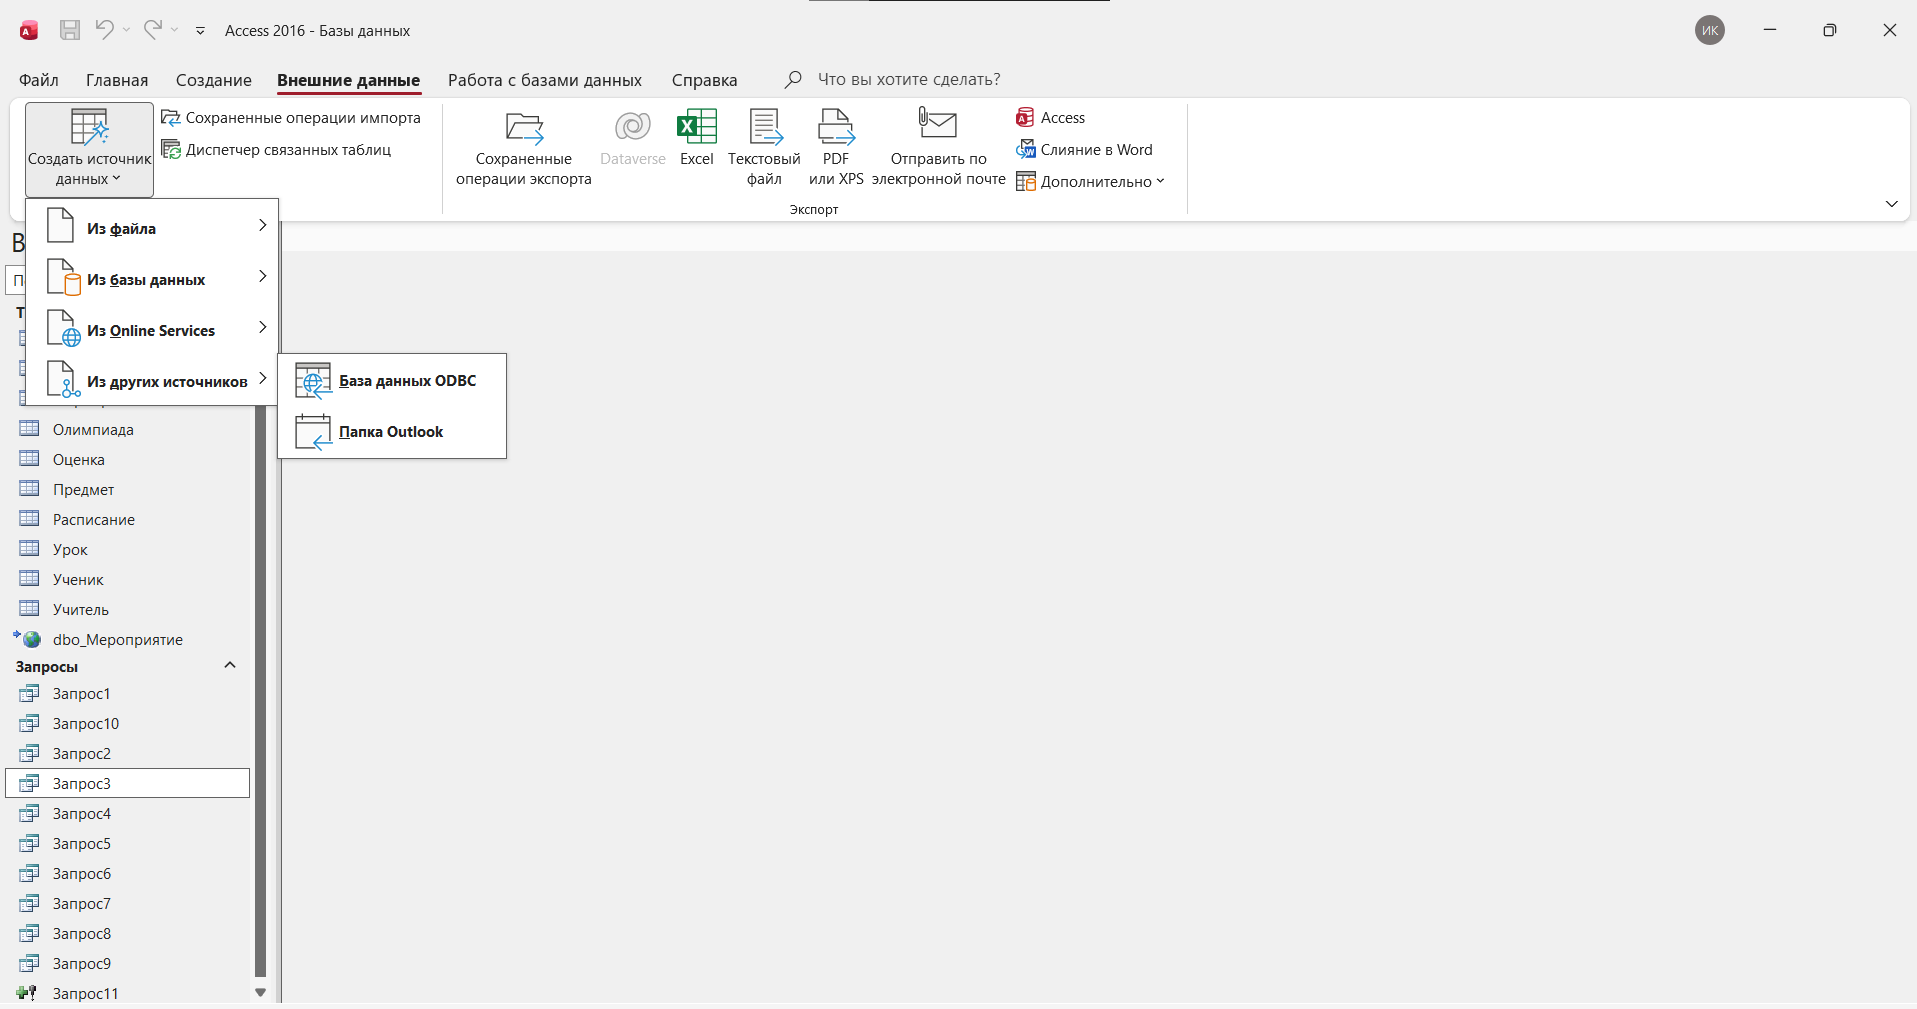 Access 2016 - Базы данных
ИК
Файл
Главная
Создание
Внешние данные
Работа с базами данных
Справка
Что вы хотите сделать?
Создать источник
данных
Сохраненные операции импорта
Диспетчер связанных таблиц
Сохраненные
операции экспорта
Dataverse
Excel
Текстовый
файл
PDF
или XPS
Отправить по
электронной почте
Access
Слияние в Word
Дополнительно
Экспорт
Из файла
Из базы данных
Из Online Services
Из других источников
База данных ODBC
Папка Outlook
Олимпиада
Оценка
Предмет
Расписание
Урок
Ученик
Учитель
dbo_Мероприятие
Запросы
Запрос1
Запрос10
Запрос2
Запрос3
Запрос4
Запрос5
Запрос6
Запрос7
Запрос8
Запрос9
Запрос11